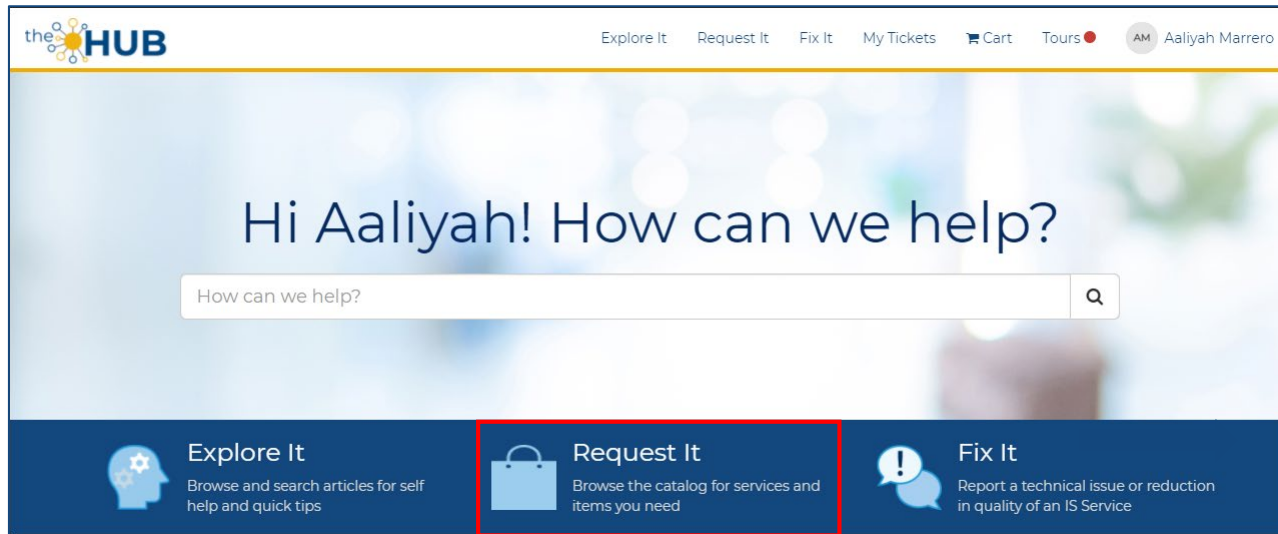 the HUB
Explore It Request It Fix It My Tickets Cart Tours AM Aaliyah Marrero
Hi Aaliyah! How can we help?
How can we help?
Explore It
Browse and search articles for self
help and quick tips
Request It
Browse the catalog for services and
items you need
!
Fix It
Report a technical issue or reduction
in quality of an IS Service